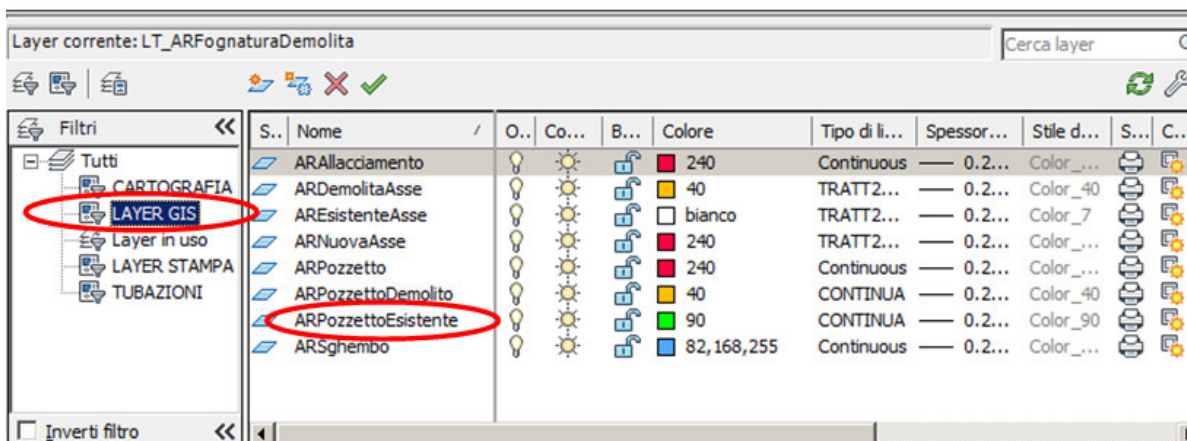 Layer corrente: LT_ARFognaturaDemolita
Cerca layer
Filtri
S.. Nome O.. Co... B... Colore Tipo di li... Spessor... Stile d... S... C..
Tutti
CARTOGRAFIA
LAYER GIS
Layer in uso
LAYER STAMPA
TUBAZIONI
ARAllacciamento 240 Continuous 0.2... Color_...
ARDemolitaAsse 40 TRATT2... 0.2... Color_40
AREsistenteAsse bianco TRATT2... 0.2... Color_7
ARNuovaAsse 240 TRATT2... 0.2... Color_...
ARPozzetto 240 Continuous 0.2... Color_...
ARPozzettoDemolito 40 CONTINUA 0.2... Color_40
ARPozzettoEsistente 90 CONTINUA 0.2... Color_90
ARSghembo 82,168,255 Continuous 0.2... Color_...
Inverti filtro